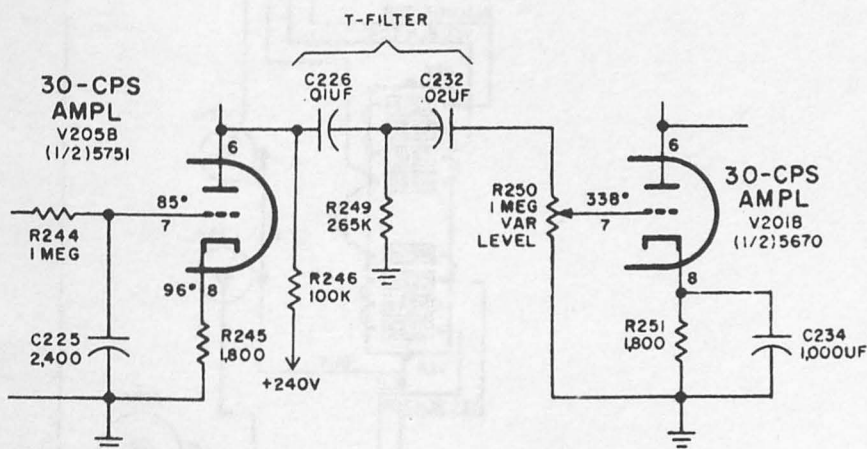 T-FILTER
30-CPS
AMPL
V205B
(1/2)5751
C226
.01UF
C232
.02UF
6
85°
7
96°
8
R244
1 MEG
C225
2,400
R245
1,800
R246
100K
+240V
R249
265K
R250
1 MEG
VAR
LEVEL
6
338°
7
30-CPS
AMPL
V201B
(1/2)5670
8
R251
1,800
C234
1,000UF